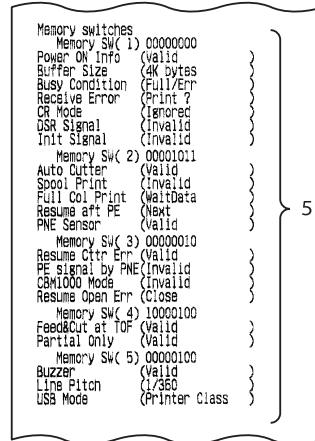 Memory switches
Memory SW( 1) 00000000
Power ON Info (Valid )
Buffer Size (4K bytes )
Busy Condition (Full/Err )
Receive Error (Print ? )
CR Mode (Ignored )
DSR Signal (Invalid )
Init Signal (Invalid )
Memory SW( 2) 00001011
Auto Cutter (Valid )
Spool Print (Invalid )
Full Col Print (WaitData )
Resume aft PE (Next )
PNE Sensor (Valid )
Memory SW( 3) 00000010
Resume Cttr Err (Valid )
PE signal by PNE(Invalid )
CBM1000 Mode (Invalid )
Resume Open Err (Close )
Memory SW( 4) 10000100
Feed&Cut at TOF (Valid )
Partial Only (Valid )
Memory SW( 5) 00000100
Buzzer (Valid )
Line Pitch (1/360 )
USB Mode (Printer Class )
5